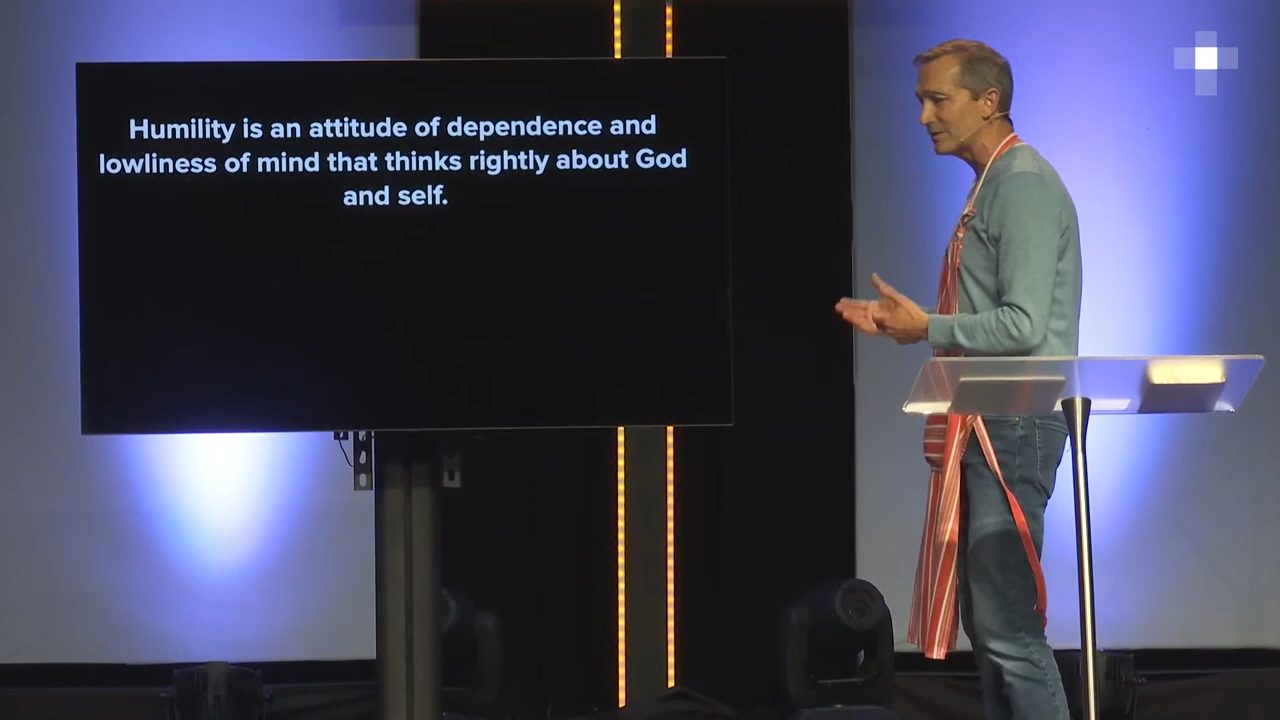 Humility is an attitude of dependence and
lowliness of mind that thinks rightly about God
and self.